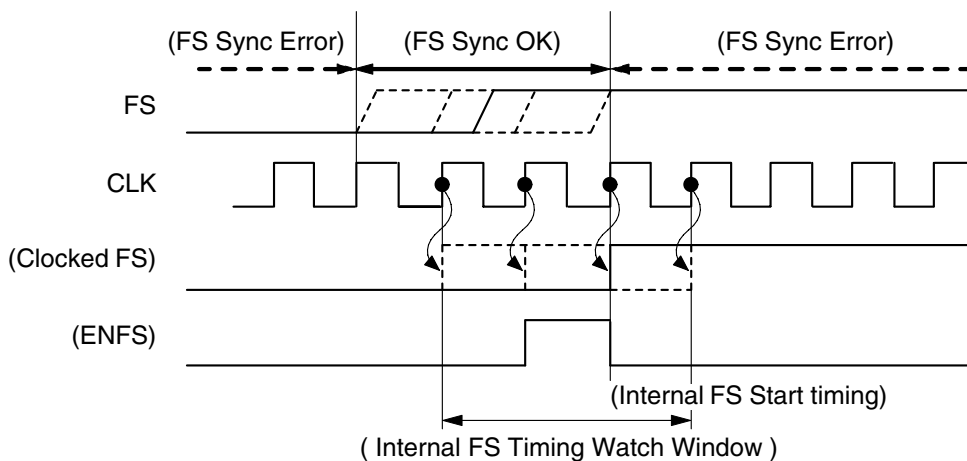 (FS Sync Error) (FS Sync OK) (FS Sync Error)
FS
CLK
(Clocked FS)
(ENFS)
(Internal FS Start timing)
( Internal FS Timing Watch Window )